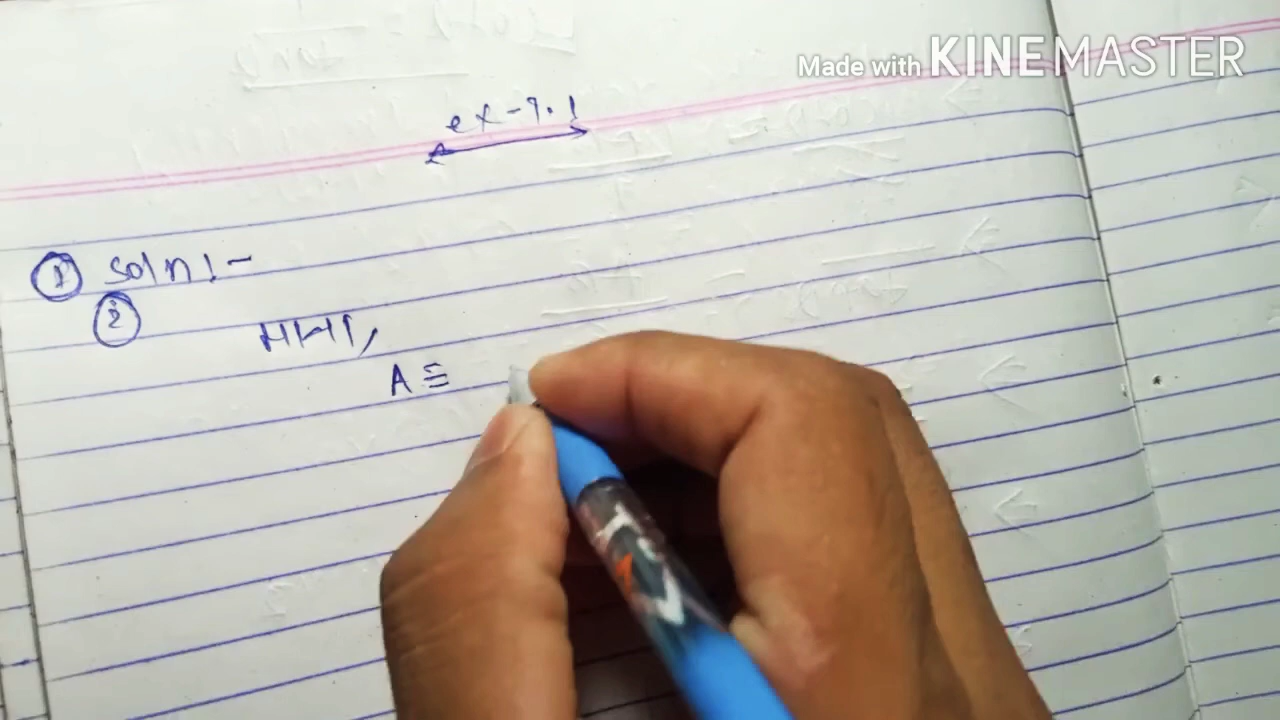 Made with KINEMASTER
ex-9.1
① soln!-
②
A ≡